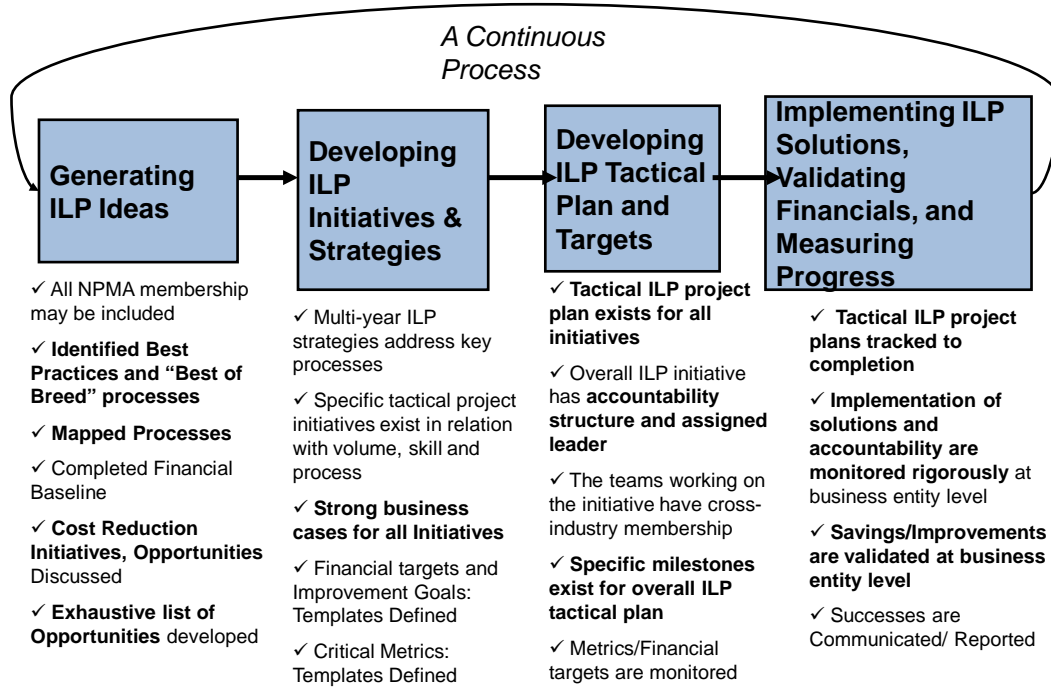 A Continuous
Process
Generating
ILP Ideas
✓ All NPMA membership
may be included
✓ Identified Best
Practices and “Best of
Breed” processes
✓ Mapped Processes
✓ Completed Financial
Baseline
✓ Cost Reduction
Initiatives, Opportunities
Discussed
✓ Exhaustive list of
Opportunities developed
Developing
ILP
Initiatives &
Strategies
✓ Multi-year ILP
strategies address key
processes
✓ Specific tactical project
initiatives exist in relation
with volume, skill and
process
✓ Strong business
cases for all Initiatives
✓ Financial targets and
Improvement Goals:
Templates Defined
✓ Critical Metrics:
Templates Defined
Developing
ILP Tactical
Plan and
Targets
✓ Tactical ILP project
plan exists for all
initiatives
✓ Overall ILP initiative
has accountability
structure and assigned
leader
✓ The teams working on
the initiative have cross-
industry membership
✓ Specific milestones
exist for overall ILP
tactical plan
✓ Metrics/Financial
targets are monitored
Implementing ILP
Solutions,
Validating
Financials, and
Measuring
Progress
✓ Tactical ILP project
plans tracked to
completion
✓ Implementation of
solutions and
accountability are
monitored rigorously at
business entity level
✓ Savings/Improvements
are validated at business
entity level
✓ Successes are
Communicated/ Reported